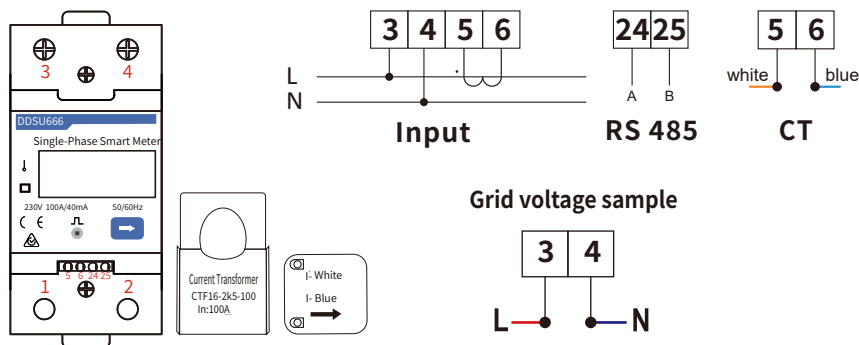 3 4
DDSU666
Single-Phase Smart Meter
230V 100A/40mA 50/60Hz
C E
5 6 24 25
1 2
Current Transformer
CTF16-2k5-100
In:100A
I- White
I- Blue
3 4 5 6
L
N
Input
24 25
A B
RS 485
5 6
white blue
CT
Grid voltage sample
3 4
L N